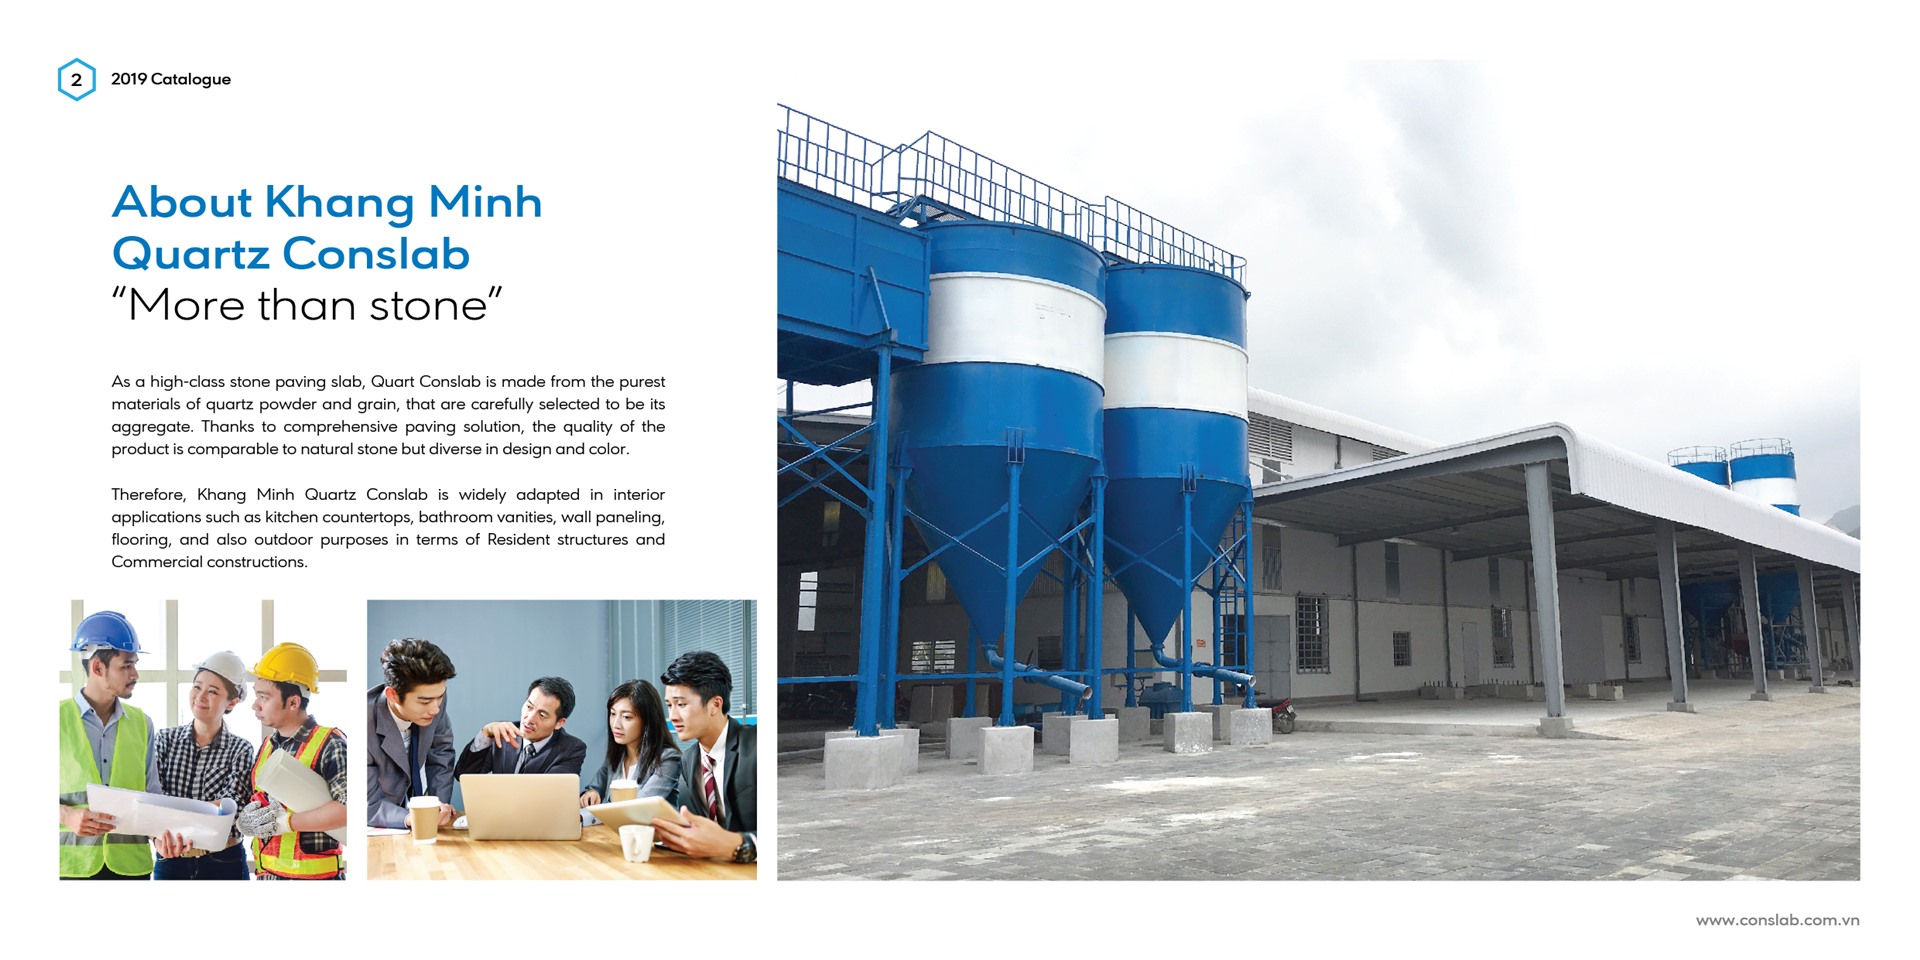 2
2019 Catalogue
About Khang Minh
Quartz Conslab
“More than stone”
As a high-class stone paving slab, Quart Conslab is made from the purest
materials of quartz powder and grain, that are carefully selected to be its
aggregate. Thanks to comprehensive paving solution, the quality of the
product is comparable to natural stone but diverse in design and color.
Therefore, Khang Minh Quartz Conslab is widely adapted in interior
applications such as kitchen countertops, bathroom vanities, wall paneling,
flooring, and also outdoor purposes in terms of Resident structures and
Commercial constructions.
www.conslab.com.vn